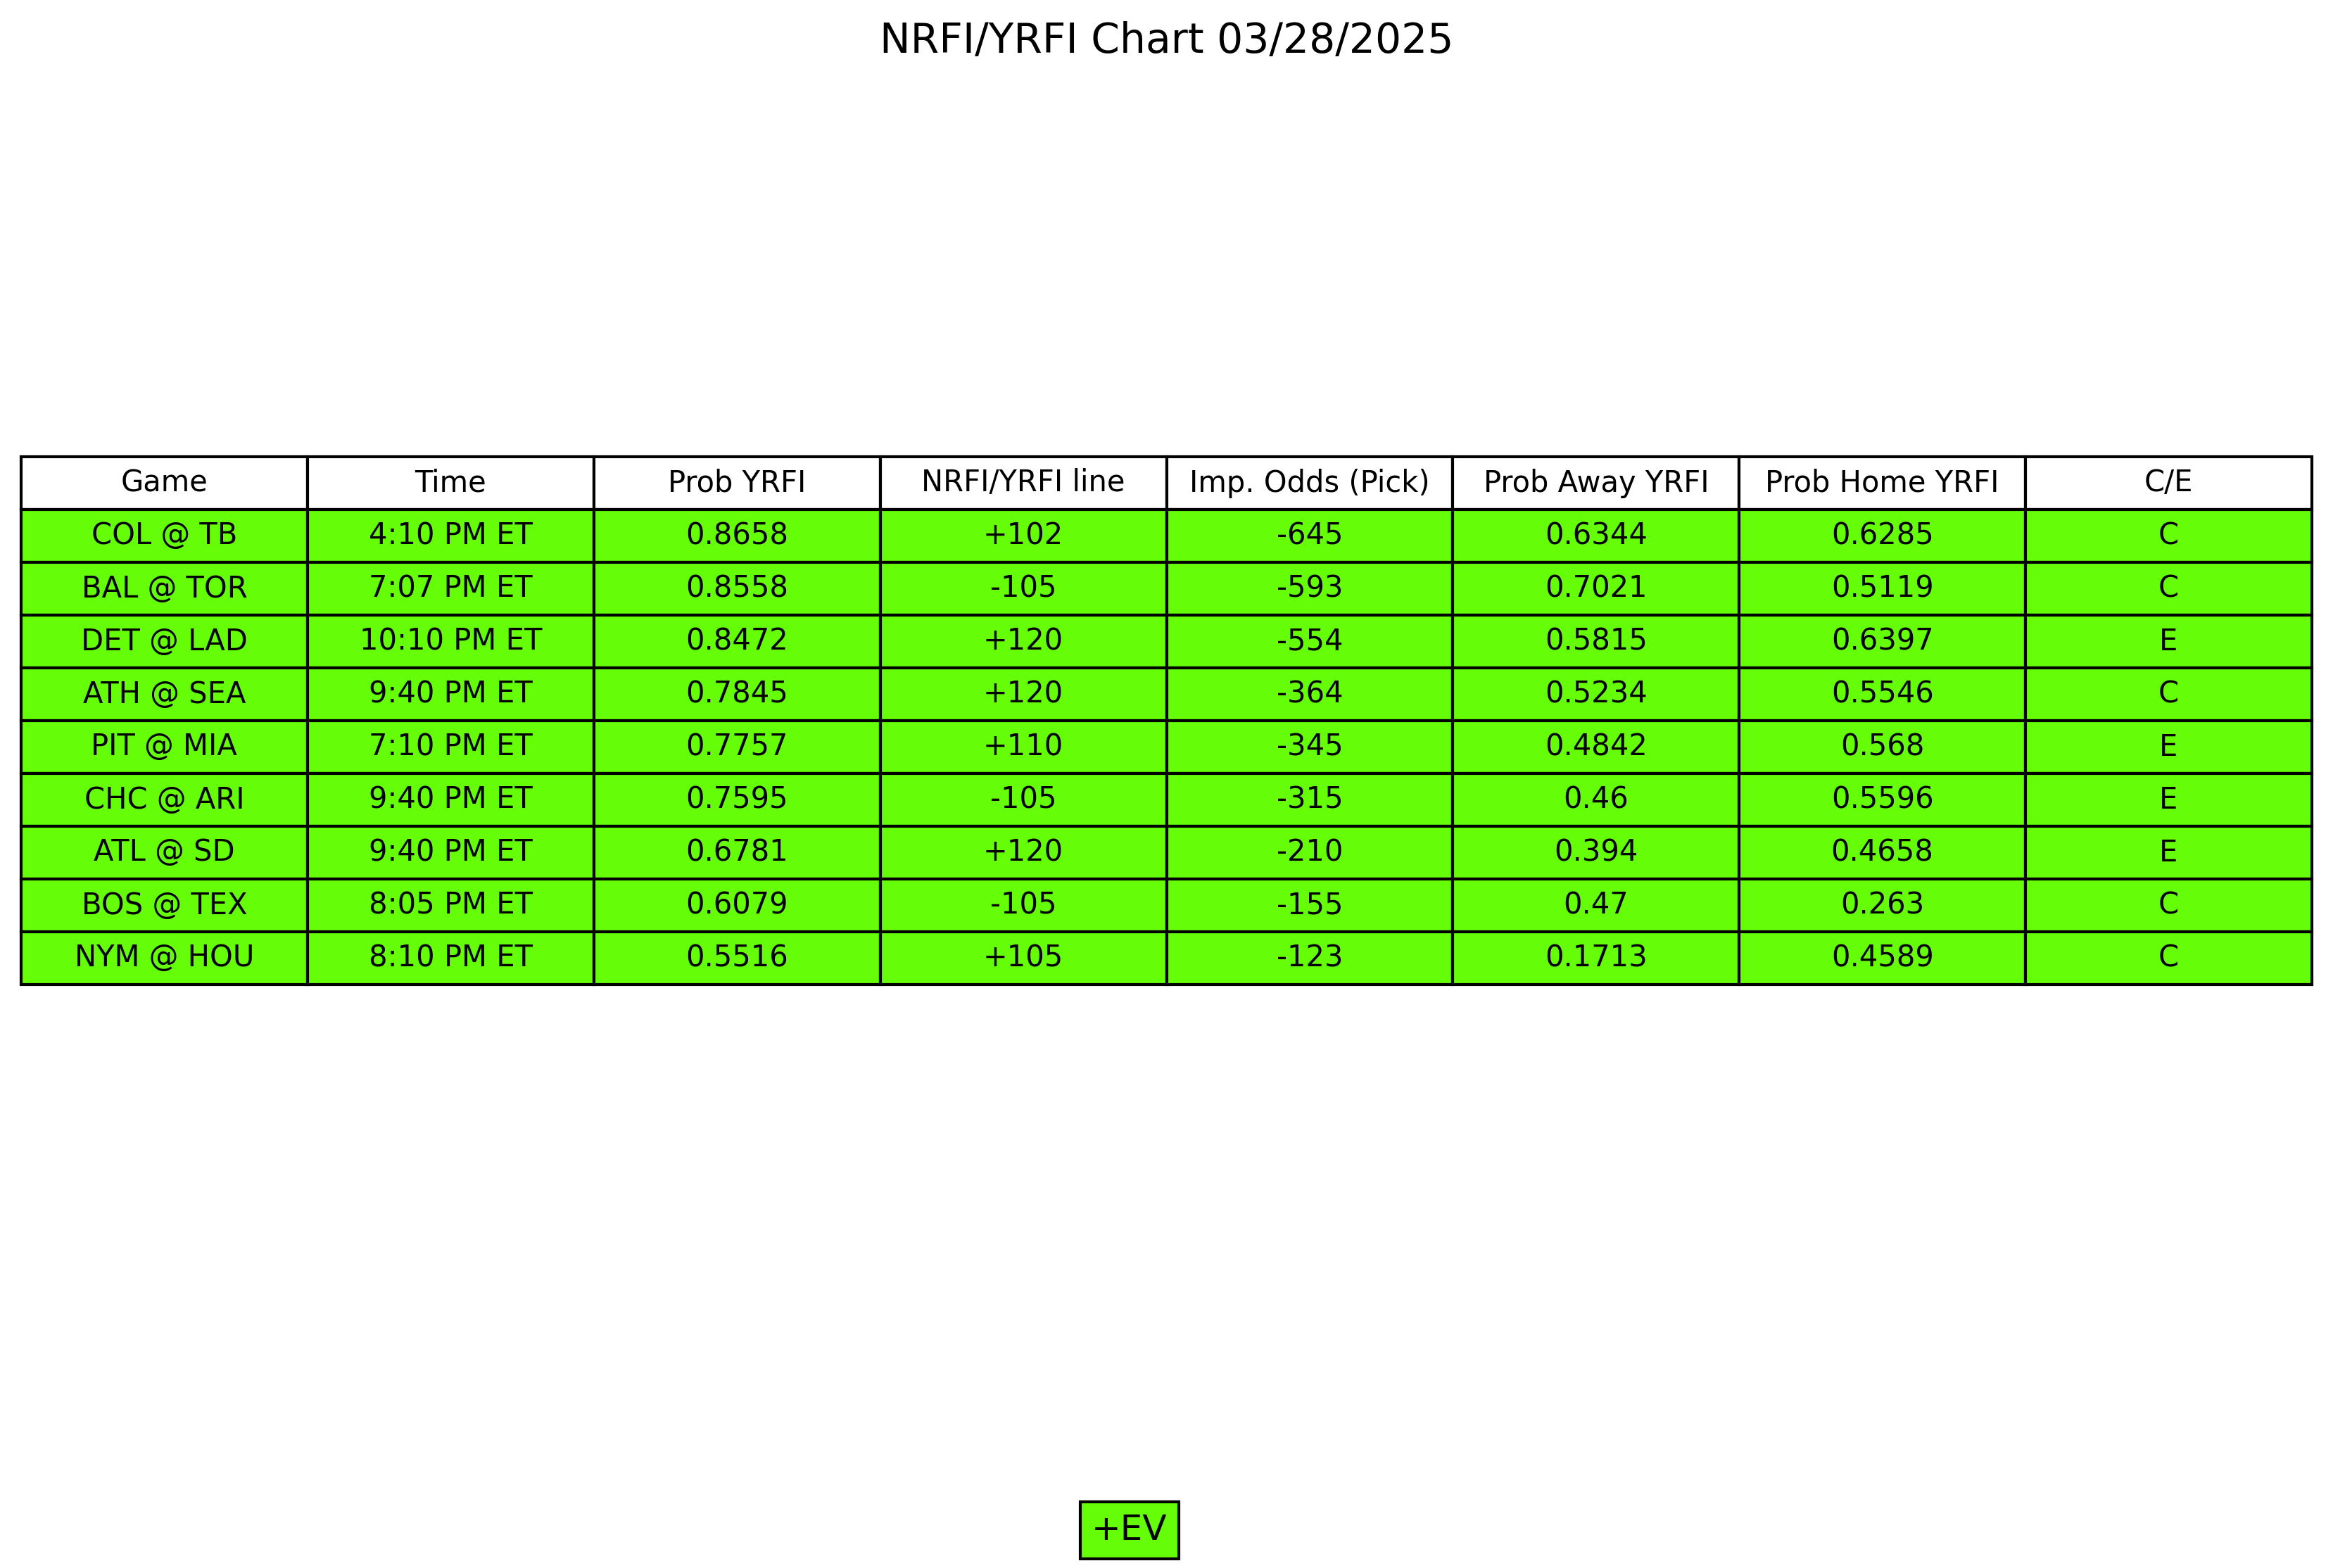 NRFI/YRFI Chart 03/28/2025
Game Time Prob YRFI NRFI/YRFI line Imp. Odds (Pick) Prob Away YRFI Prob Home YRFI C/E
COL @ TB 4:10 PM ET 0.8658 +102 -645 0.6344 0.6285 C
BAL @ TOR 7:07 PM ET 0.8558 -105 -593 0.7021 0.5119 C
DET @ LAD 10:10 PM ET 0.8472 +120 -554 0.5815 0.6397 E
ATH @ SEA 9:40 PM ET 0.7845 +120 -364 0.5234 0.5546 C
PIT @ MIA 7:10 PM ET 0.7757 +110 -345 0.4842 0.568 E
CHC @ ARI 9:40 PM ET 0.7595 -105 -315 0.46 0.5596 E
ATL @ SD 9:40 PM ET 0.6781 +120 -210 0.394 0.4658 E
BOS @ TEX 8:05 PM ET 0.6079 -105 -155 0.47 0.263 C
NYM @ HOU 8:10 PM ET 0.5516 +105 -123 0.1713 0.4589 C
+EV